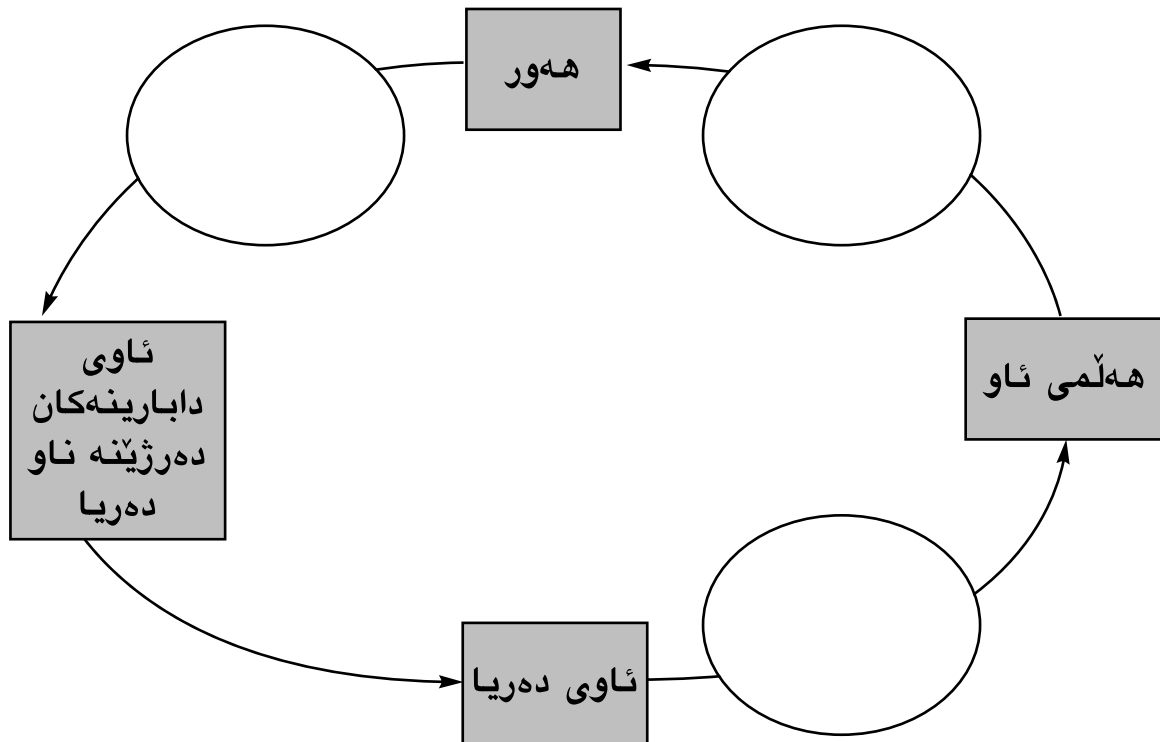 هەور
هەڵمی ئاو
ئاوی
دابارینەکان
دەرژێنە ناو
دەریا
ئاوی دەریا